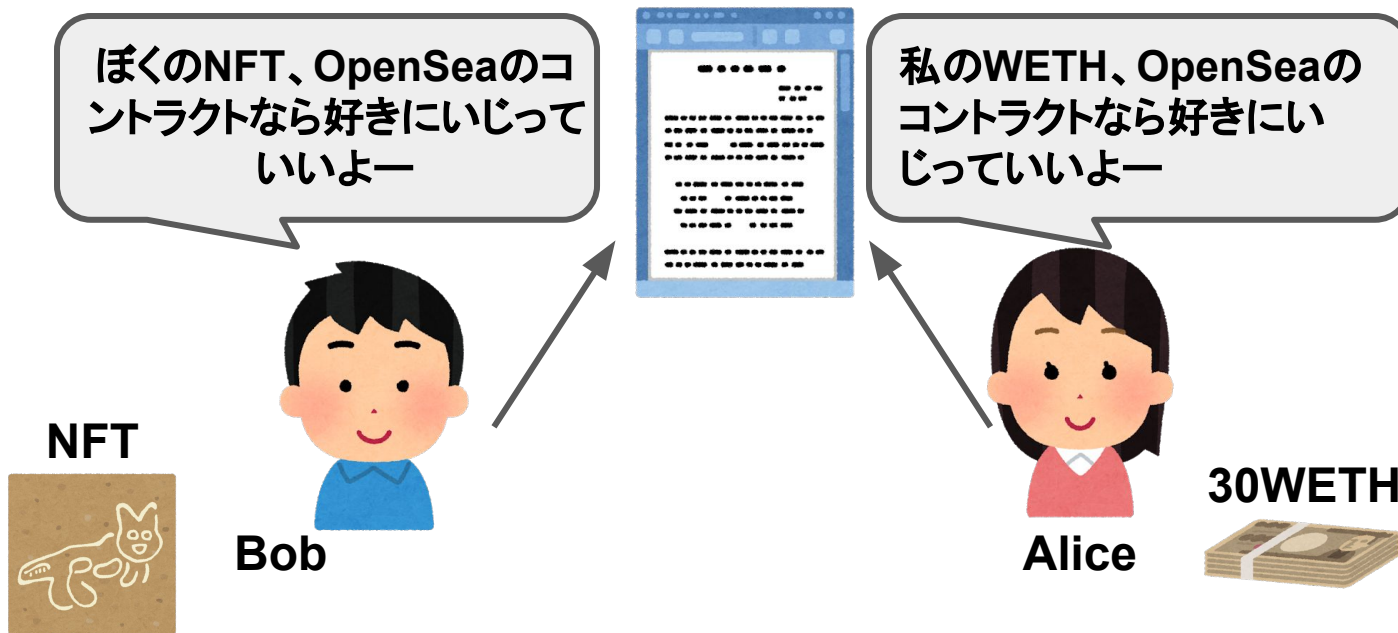 ぼくのNFT、OpenSeaのコ
ントラクトなら好きにいじって
いいよー
私のWETH、OpenSeaの
コントラクトなら好きにい
じっていいよー
NFT
Bob
Alice
30WETH